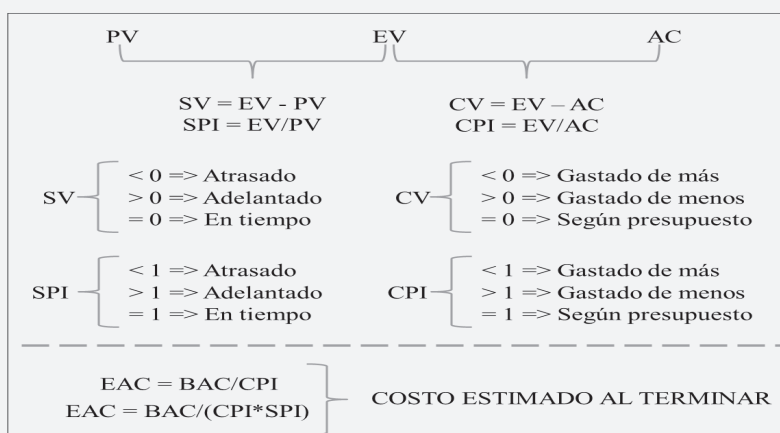 PV EV AC
SV = EV - PV CV = EV – AC
SPI = EV/PV CPI = EV/AC
SV
< 0 => Atrasado
> 0 => Adelantado
= 0 => En tiempo
CV
< 0 => Gastado de más
> 0 => Gastado de menos
= 0 => Según presupuesto
SPI
< 1 => Atrasado
> 1 => Adelantado
= 1 => En tiempo
CPI
< 1 => Gastado de más
> 1 => Gastado de menos
= 1 => Según presupuesto
EAC = BAC/CPI
EAC = BAC/(CPI*SPI)
COSTO ESTIMADO AL TERMINAR